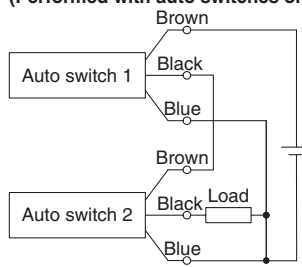 Brown
Black
Auto switch 1
Blue
Brown
Black Load
Auto switch 2
Blue